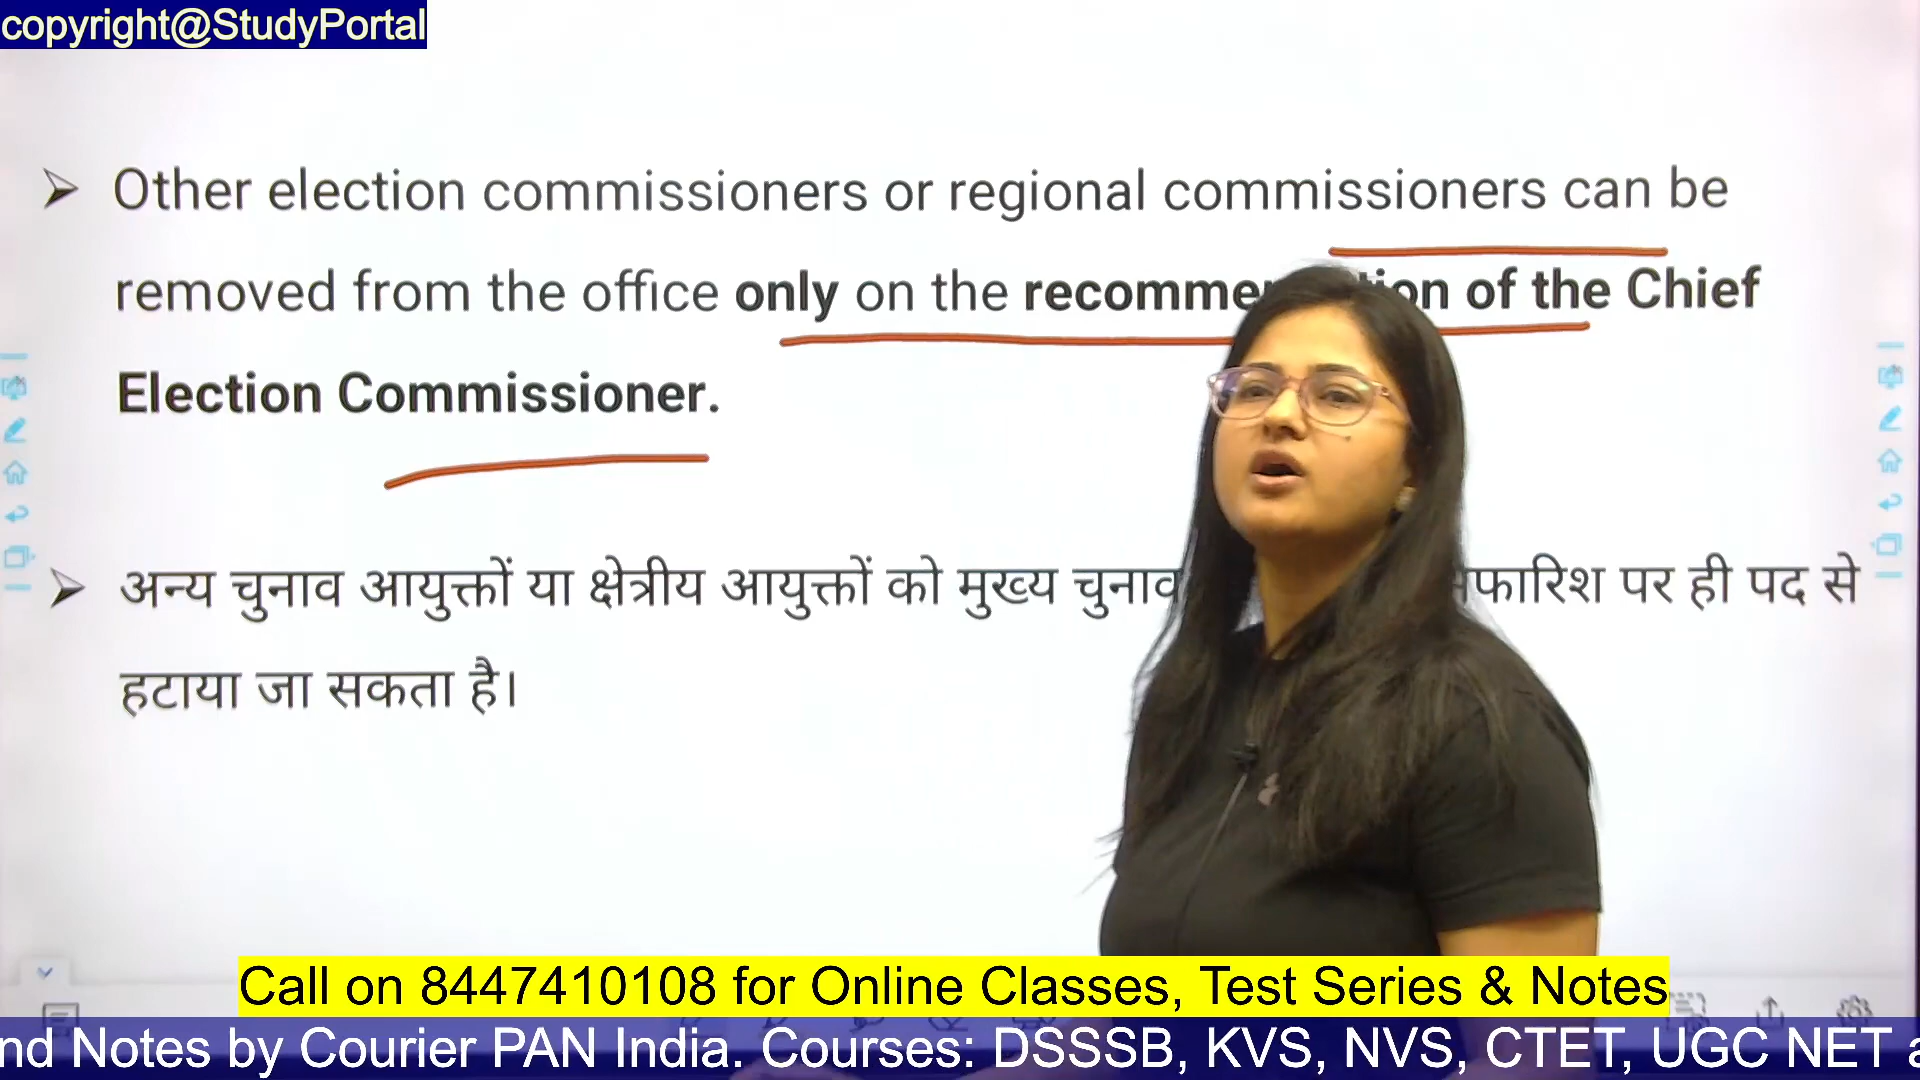 copyright@StudyPortal
➢ Other election commissioners or regional commissioners can be
removed from the office only on the of the Chief
Election Commissioner.
➢ अन्य चुनाव आयुक्तों या क्षेत्रीय आयुक्तों को मुख्य चुनाव पर ही पद से
हटाया जा सकता है।
Call on 8447410108 for Online Classes, Test Series & Notes
Notes by Courier PAN India. Courses: DSSSB, KVS, NVS, CTET, UGC NET